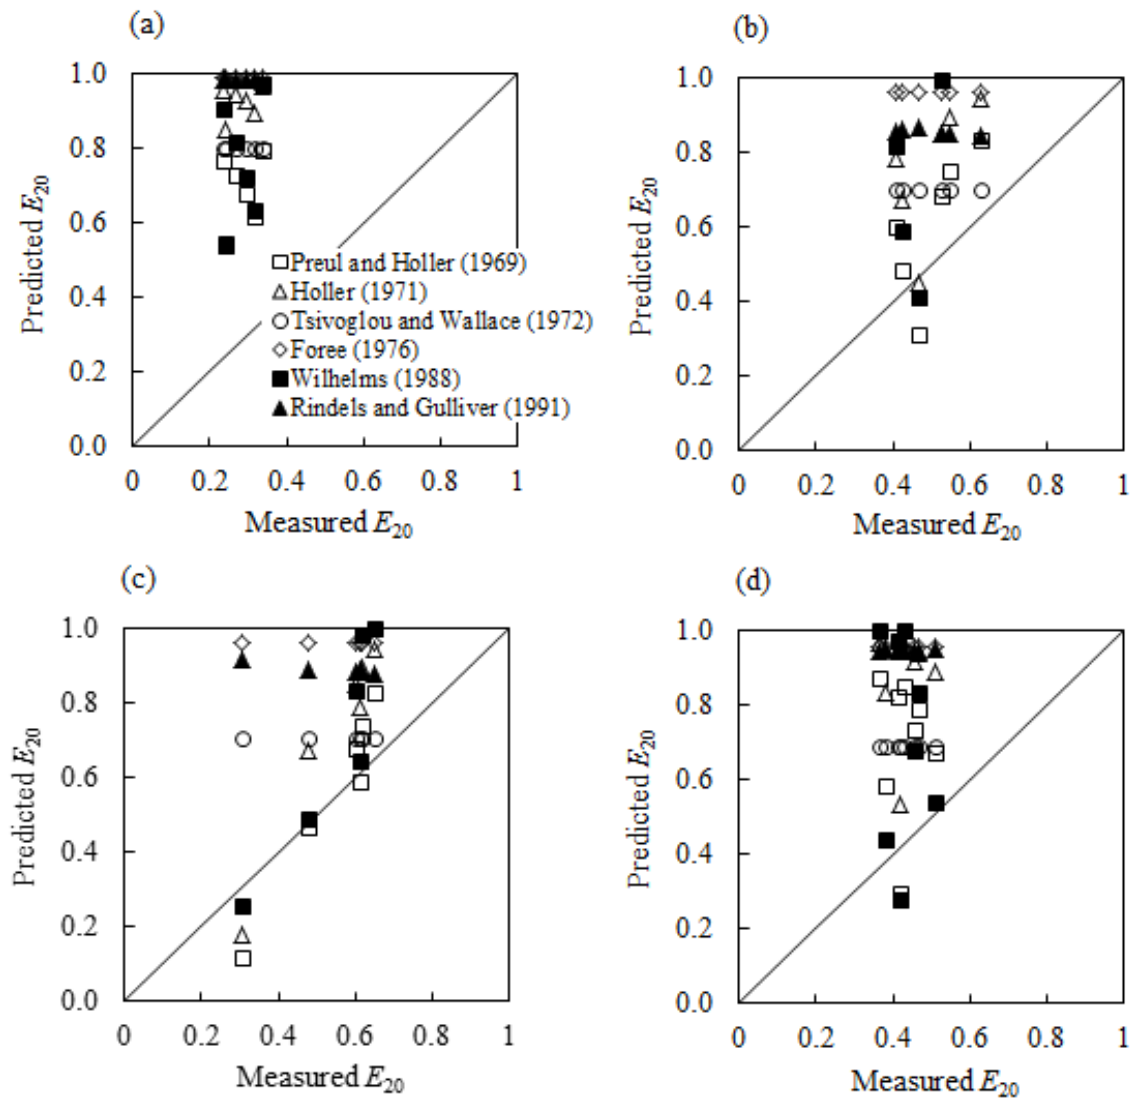 (a)
1.0
0.8
0.6
0.4
0.2
0.0
0 0.2 0.4 0.6 0.8 1
Predicted E20
Measured E20
Preul and Holler (1969)
Holler (1971)
Tsivoglou and Wallace (1972)
Foree (1976)
Wilhelms (1988)
Rindels and Gulliver (1991)
(b)
1.0
0.8
0.6
0.4
0.2
0.0
0 0.2 0.4 0.6 0.8 1
Predicted E20
Measured E20
(c)
1.0
0.8
0.6
0.4
0.2
0.0
0 0.2 0.4 0.6 0.8 1
Predicted E20
Measured E20
(d)
1.0
0.8
0.6
0.4
0.2
0.0
0 0.2 0.4 0.6 0.8 1
Predicted E20
Measured E20